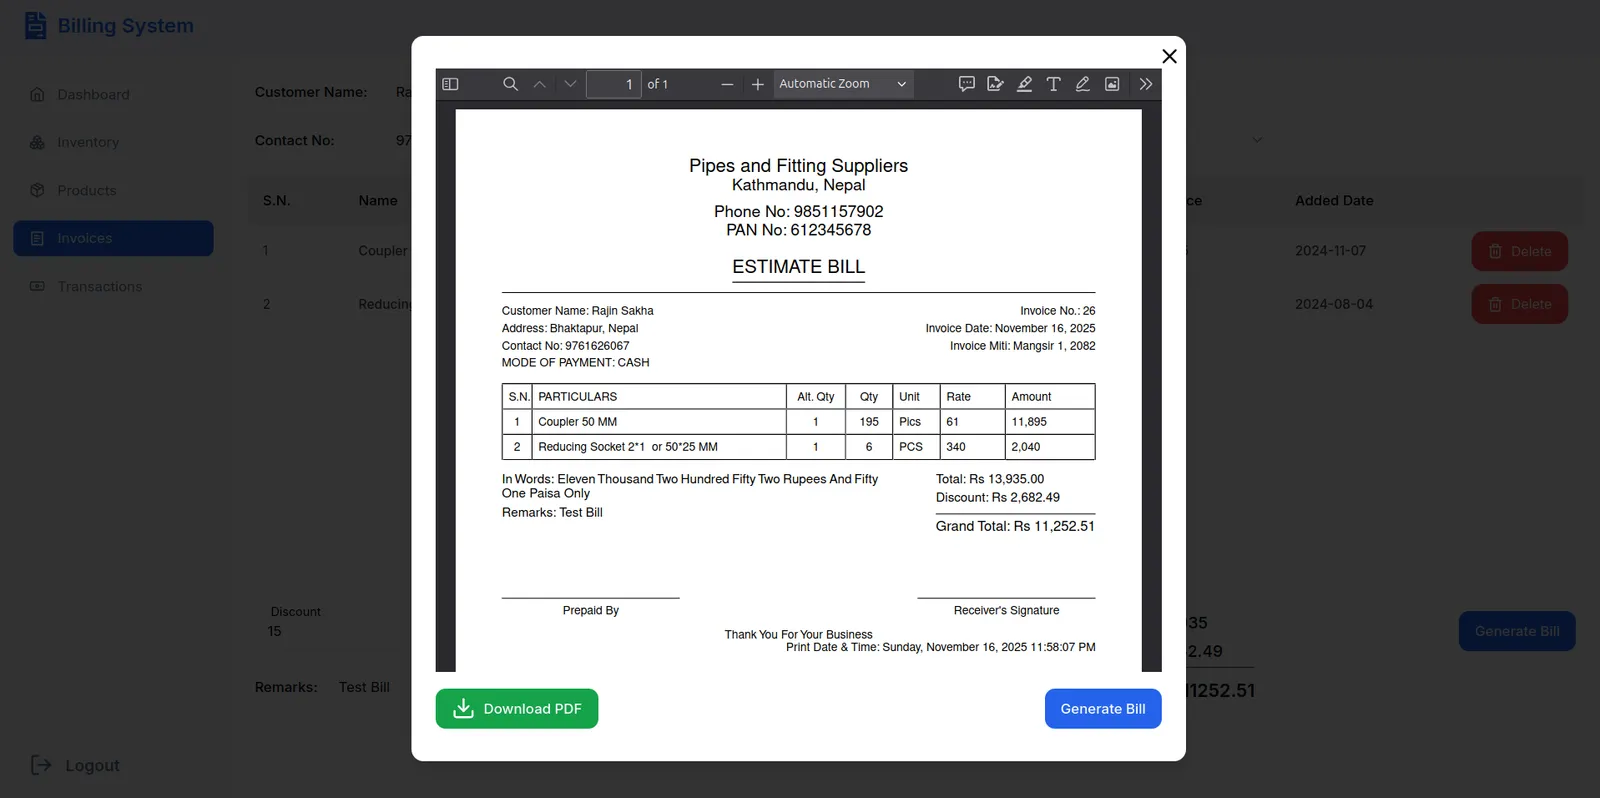 Billing System
Dashboard
Inventory
Products
Invoices
Transactions
Logout
Customer Name: Ra
Contact No: 97
S.N. Name ce Added Date
1 Coupler 2024-11-07 Delete
2 Reducing 2024-08-04 Delete
Discount
15
Remarks: Test Bill
2.49
11252.51
Generate Bill
1 of 1 Automatic Zoom
Pipes and Fitting Suppliers
Kathmandu, Nepal
Phone No: 9851157902
PAN No: 612345678
ESTIMATE BILL
Customer Name: Rajin Sakha
Address: Bhaktapur, Nepal
Contact No: 9761626067
MODE OF PAYMENT: CASH
Invoice No.: 26
Invoice Date: November 16, 2025
Invoice Miti: Mangsir 1, 2082
S.N. PARTICULARS Alt. Qty Qty Unit Rate Amount
1 Coupler 50 MM 1 195 Pics 61 11,895
2 Reducing Socket 2*1 or 50*25 MM 1 6 PCS 340 2,040
In Words: Eleven Thousand Two Hundred Fifty Two Rupees And Fifty
One Paisa Only
Remarks: Test Bill
Total: Rs 13,935.00
Discount: Rs 2,682.49
Grand Total: Rs 11,252.51
Prepaid By
Receiver's Signature
Thank You For Your Business
Print Date & Time: Sunday, November 16, 2025 11:58:07 PM
Download PDF
Generate Bill